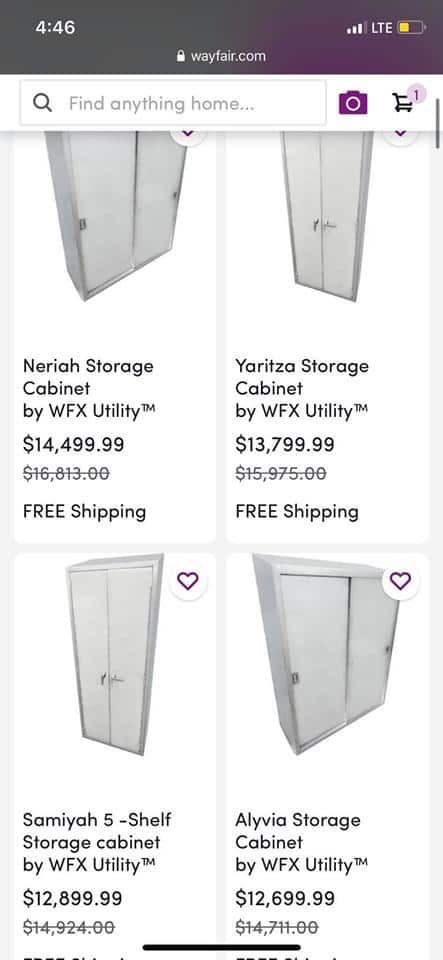 4:46
LTE
wayfair.com
Find anything home...
1
Neriah Storage
Cabinet
by WFX Utility™
$14,499.99
$16,813.00
FREE Shipping
Yaritza Storage
Cabinet
by WFX Utility™
$13,799.99
$15,975.00
FREE Shipping
Samiyah 5 -Shelf
Storage cabinet
by WFX Utility™
$12,899.99
$14,924.00
Alyvia Storage
Cabinet
by WFX Utility™
$12,699.99
$14,711.00